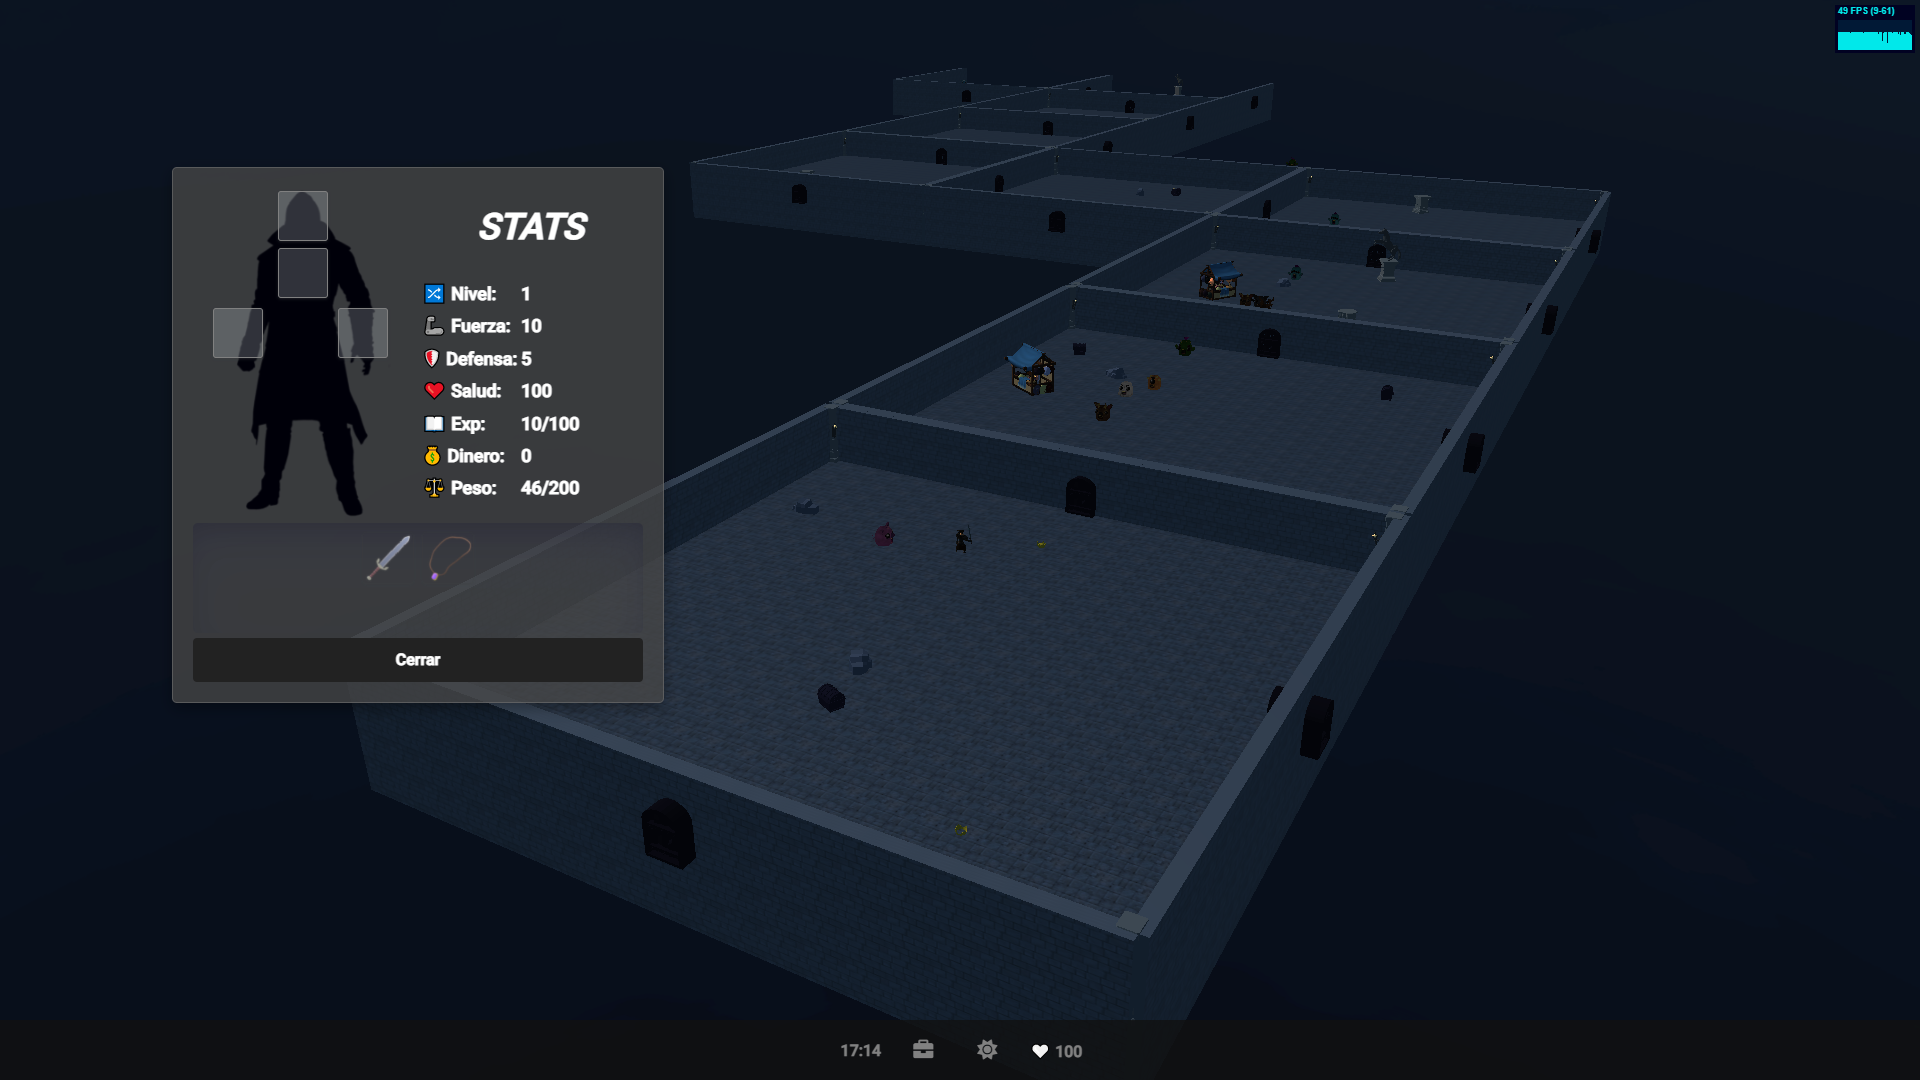 49 FPS (9-61)
STATS
Nivel: 1
Fuerza: 10
Defensa: 5
Salud: 100
Exp: 10/100
Dinero: 0
Peso: 46/200
Cerrar
17:14 100